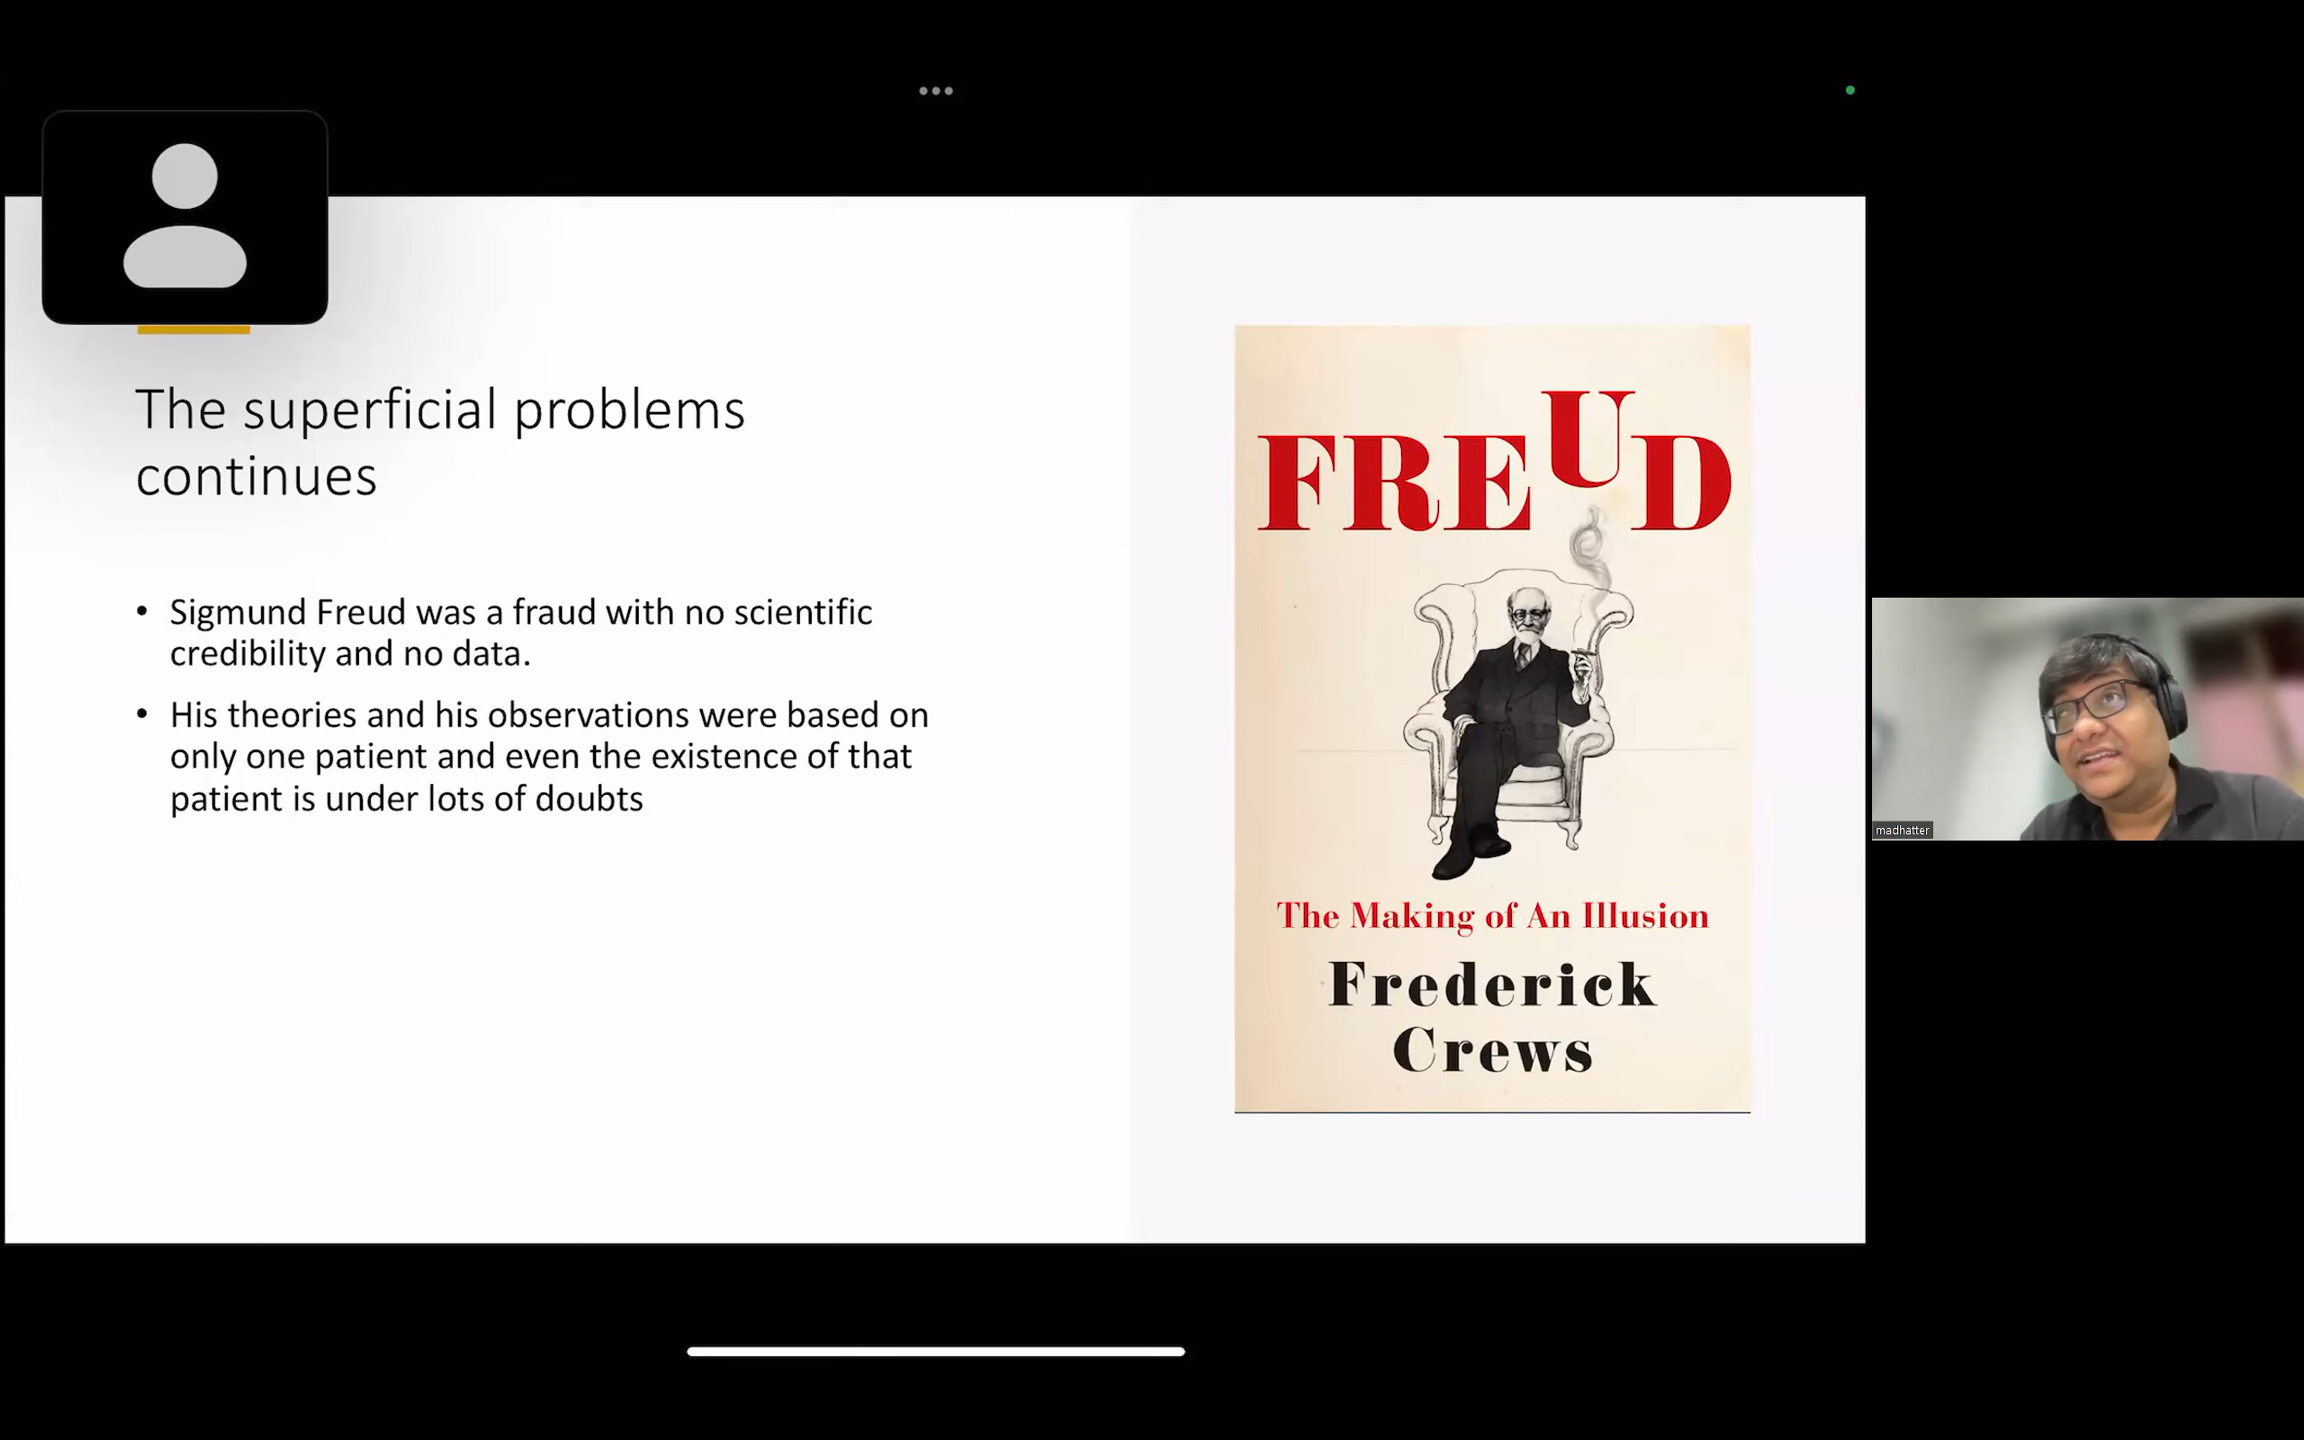 The superficial problems
continues
• Sigmund Freud was a fraud with no scientific
credibility and no data.
• His theories and his observations were based on
only one patient and even the existence of that
patient is under lots of doubts
FREUD
The Making of An Illusion
Frederick
Crews
madhatter